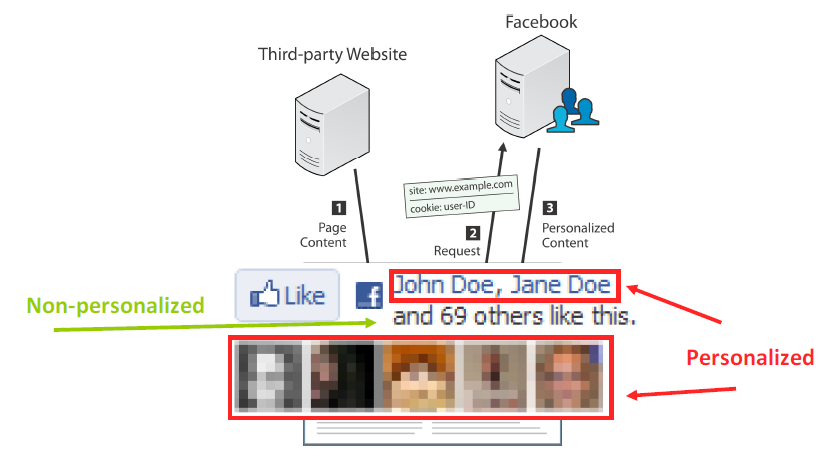 Facebook
Third-party Website
site: www.example.com
cookie: user-ID
1
Page
Content
2
Request
3
Personalized
Content
Like
f
John Doe, Jane Doe
and 69 others like this.
Non-personalized
Personalized